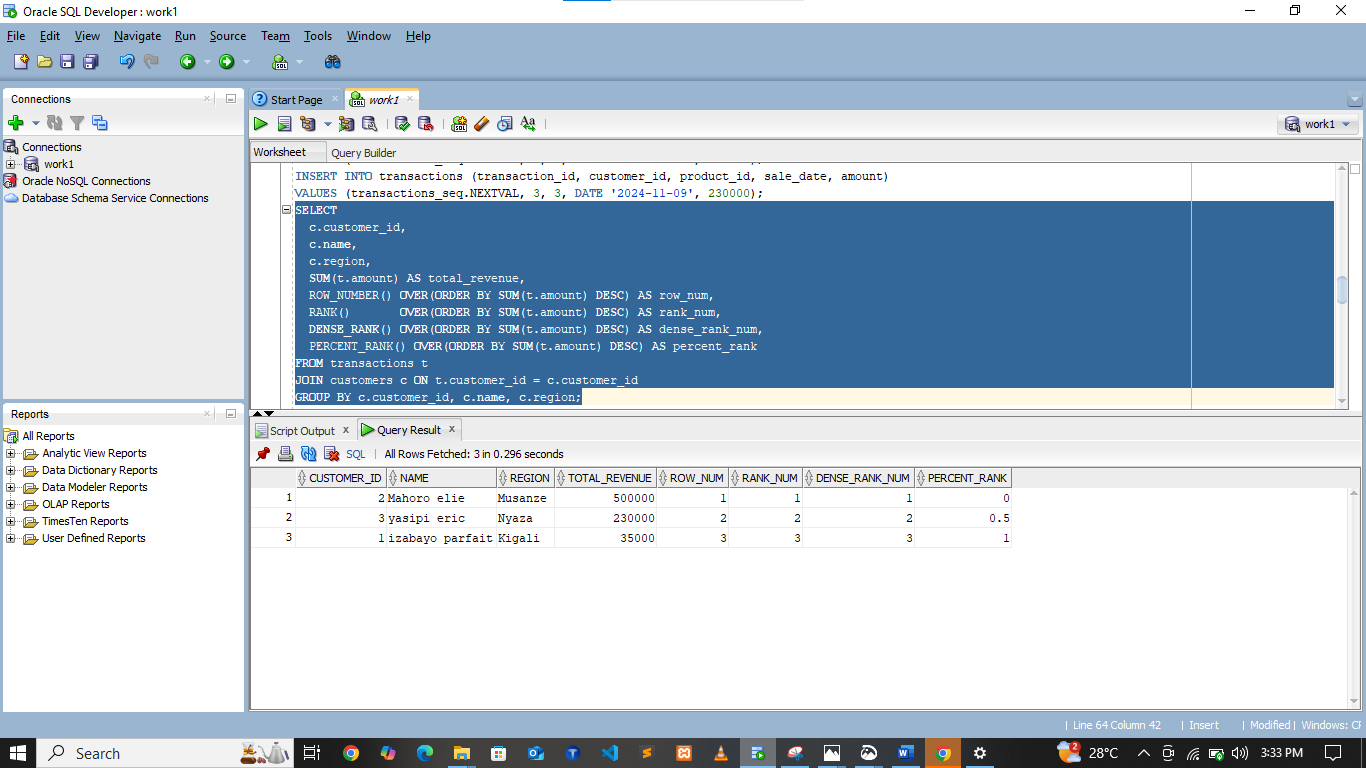 Oracle SQL Developer : work1
File Edit View Navigate Run Source Team Tools Window Help
Connections
Connections
work1
Oracle NoSQL Connections
Database Schema Service Connections
Reports
All Reports
Analytic View Reports
Data Dictionary Reports
Data Modeler Reports
OLAP Reports
TimesTen Reports
User Defined Reports
Start Page work1
work1
Worksheet Query Builder
INSERT INTO transactions (transaction_id, customer_id, product_id, sale_date, amount)
VALUES (transactions_seq.NEXTVAL, 3, 3, DATE '2024-11-09', 230000);
SELECT
c.customer_id,
c.name,
c.region,
SUM(t.amount) AS total_revenue,
ROW_NUMBER() OVER(ORDER BY SUM(t.amount) DESC) AS row_num,
RANK() OVER(ORDER BY SUM(t.amount) DESC) AS rank_num,
DENSE_RANK() OVER(ORDER BY SUM(t.amount) DESC) AS dense_rank_num,
PERCENT_RANK() OVER(ORDER BY SUM(t.amount) DESC) AS percent_rank
FROM transactions t
JOIN customers c ON t.customer_id = c.customer_id
GROUP BY c.customer_id, c.name, c.region;
Script Output x Query Result x
SQL | All Rows Fetched: 3 in 0.296 seconds
CUSTOMER_ID NAME REGION TOTAL_REVENUE ROW_NUM RANK_NUM DENSE_RANK_NUM PERCENT_RANK
1 2 Mahoro elie Musanze 500000 1 1 1 0
2 3 yasipi eric Nyaza 230000 2 2 2 0.5
3 1 izabayo parfait Kigali 35000 3 3 3 1
| Line 64 Column 42 | Insert | Modified | Windows: CF
Search 2 28°C 3:33 PM